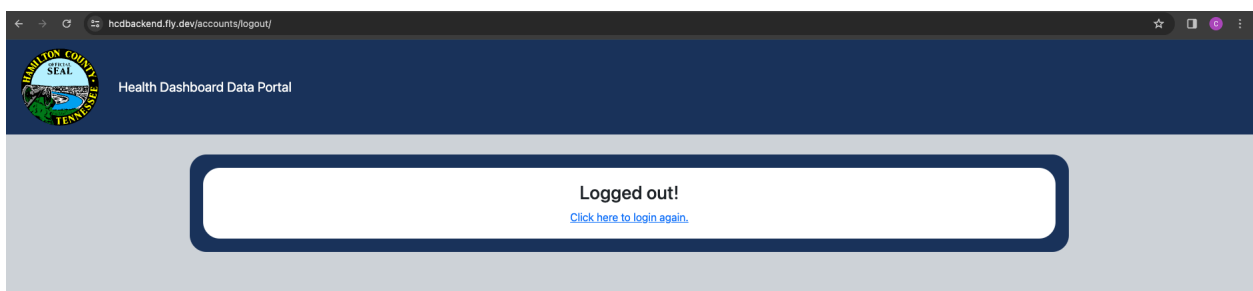 hcdbackend.fly.dev/accounts/logout/
C
HAMILTON COUNTY
OFFICIAL
SEAL
TENNESSEE
Health Dashboard Data Portal
Logged out!
Click here to login again.